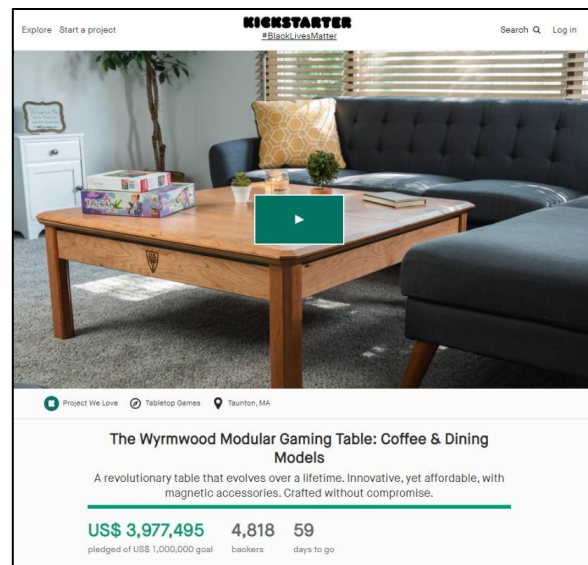 Explore Start a project
KICKSTARTER
#BlackLivesMatter
Search Log in
Project We Love Tabletop Games Taunton, MA
The Wyrmwood Modular Gaming Table: Coffee & Dining
Models
A revolutionary table that evolves over a lifetime. Innovative, yet affordable, with
magnetic accessories. Crafted without compromise.
US$ 3,977,495 4,818 59
pledged of US$ 1,000,000 goal backers days to go